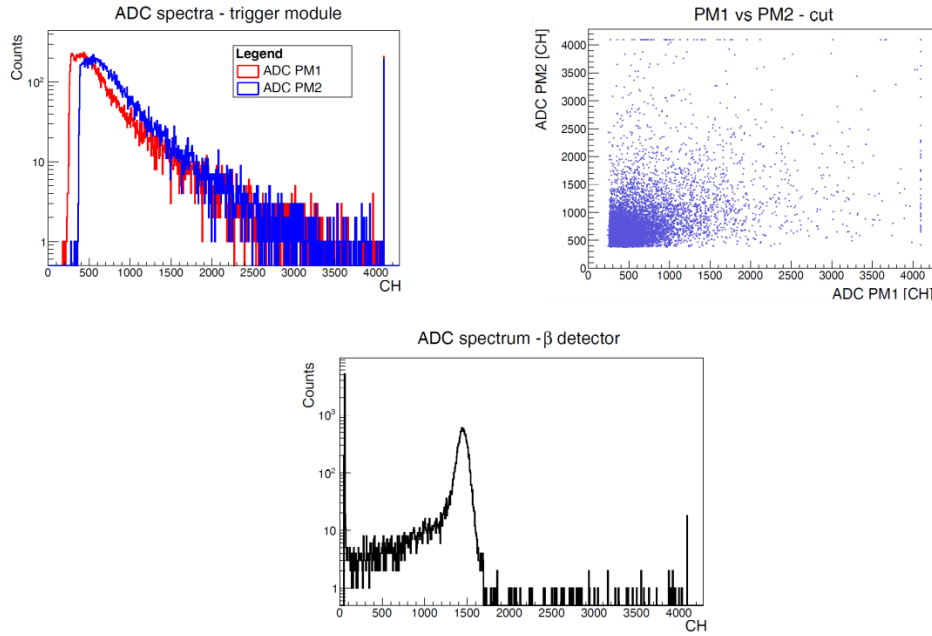 ADC spectra - trigger module
Counts
Legend
ADC PM1
ADC PM2
10²
10
1
0 500 1000 1500 2000 2500 3000 3500 4000
CH
PM1 vs PM2 - cut
ADC PM2 [CH]
4000
3500
3000
2500
2000
1500
1000
500
0 500 1000 1500 2000 2500 3000 3500 4000
ADC PM1 [CH]
ADC spectrum -β detector
Counts
10³
10²
10
1
0 500 1000 1500 2000 2500 3000 3500 4000
CH